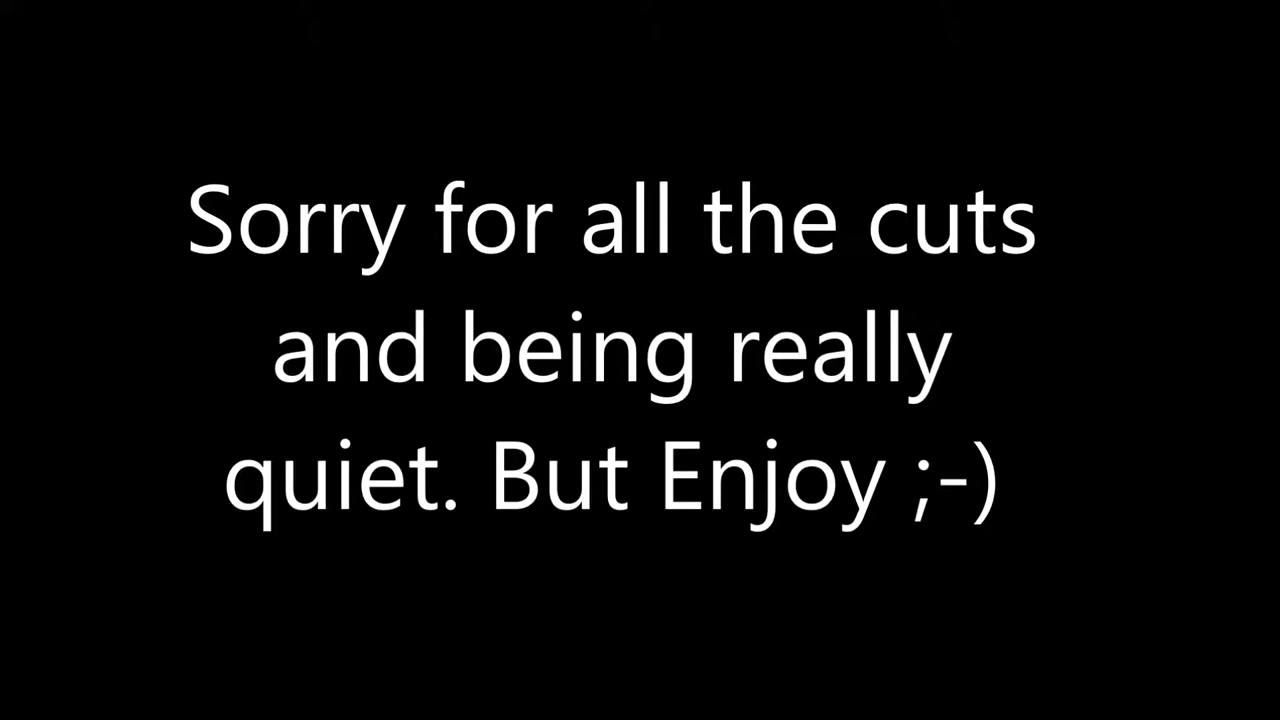 Sorry for all the cuts
and being really
quiet. But Enjoy ;-)